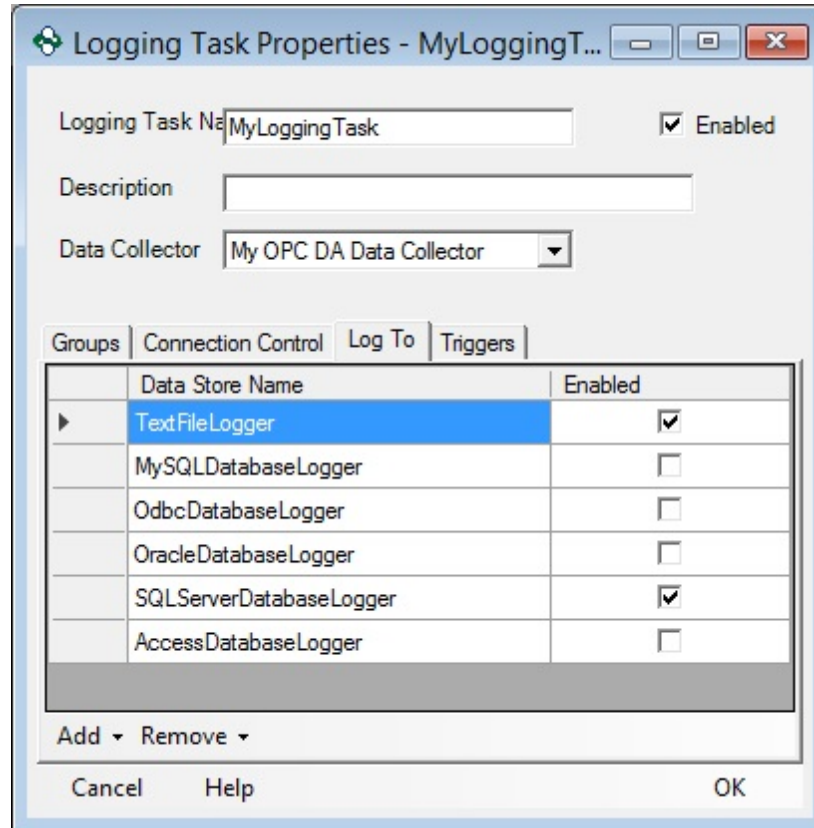 Logging Task Properties - MyLoggingT...
Logging Task Na MyLoggingTask Enabled
Description
Data Collector My OPC DA Data Collector
Groups Connection Control Log To Triggers
Data Store Name Enabled
TextFileLogger
MySQLDatabaseLogger
OdbcDatabaseLogger
OracleDatabaseLogger
SQLServerDatabaseLogger
AccessDatabaseLogger
Add Remove
Cancel Help OK